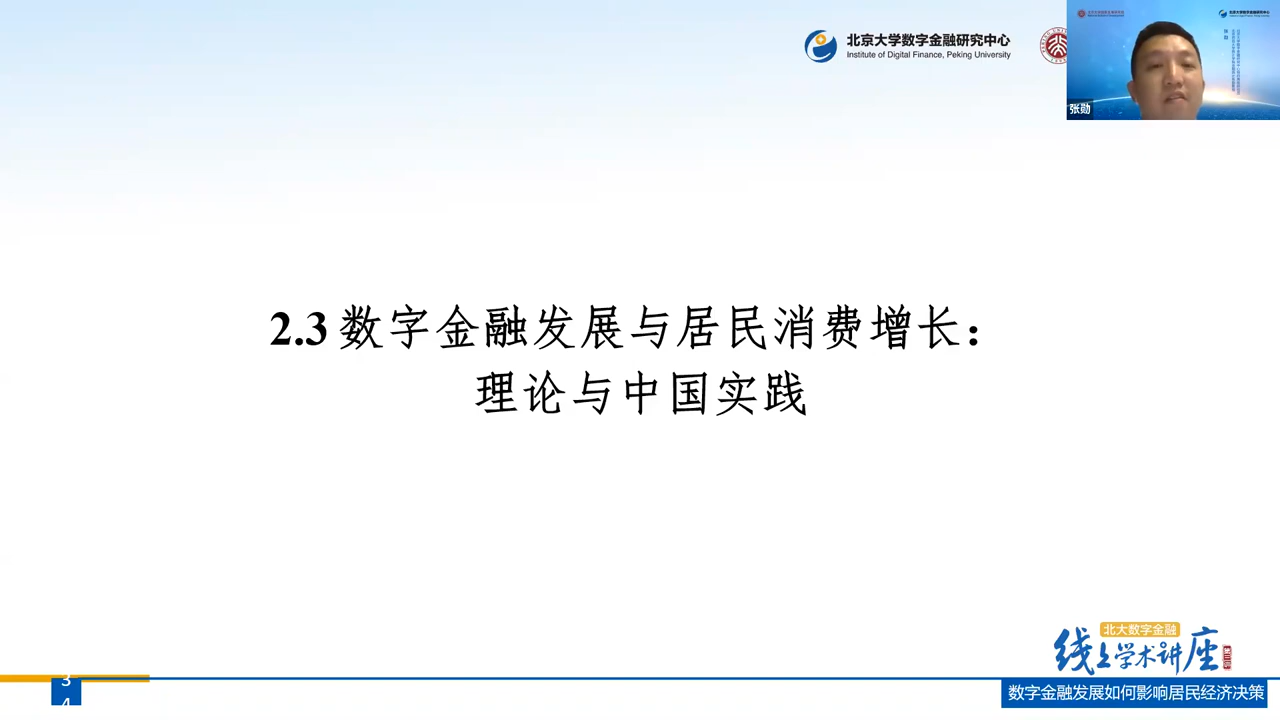 北京大学数字金融研究中心
Institute of Digital Finance, Peking University
张勋
2.3 数字金融发展与居民消费增长：
理论与中国实践
北大数字金融
线上学术讲座
数字金融发展如何影响居民经济决策
34